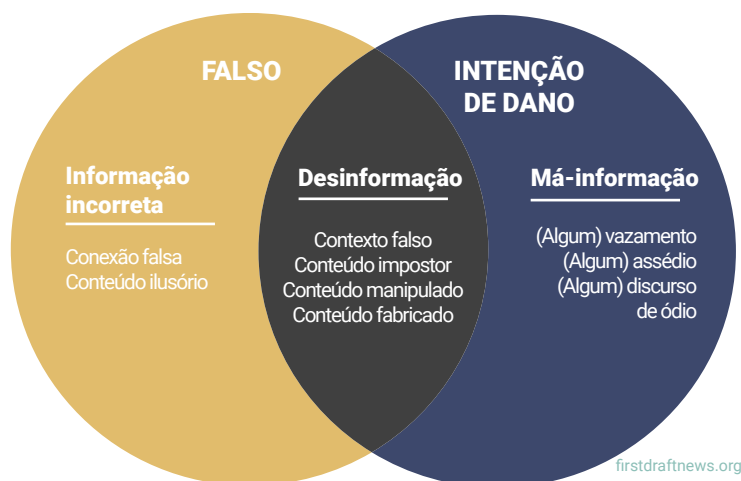 FALSO
INTENÇÃO
DE DANO
Informação
incorreta
Conexão falsa
Conteúdo ilusório
Desinformação
Contexto falso
Conteúdo impostor
Conteúdo manipulado
Conteúdo fabricado
Má-informação
(Algum) vazamento
(Algum) assédio
(Algum) discurso
de ódio
firstdraftnews.org